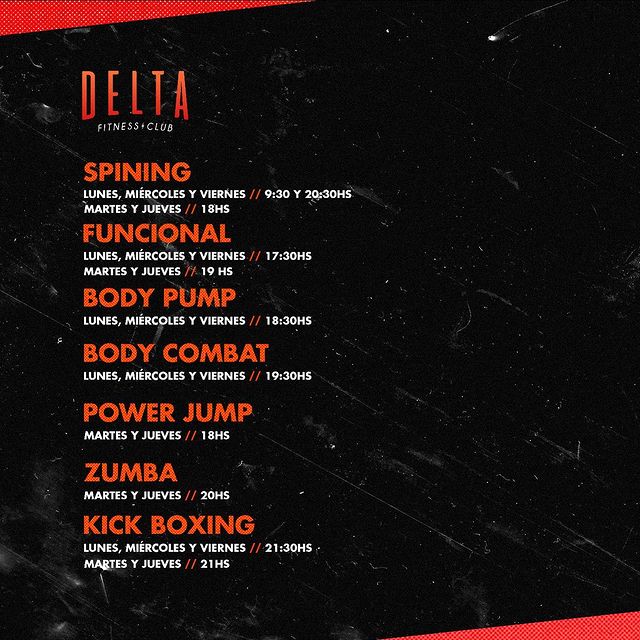 DELTA
FITNESS CLUB
SPINING
LUNES, MIÉRCOLES Y VIERNES // 9:30 Y 20:30HS
MARTES Y JUEVES // 18HS
FUNCIONAL
LUNES, MIÉRCOLES Y VIERNES // 17:30HS
MARTES Y JUEVES // 19 HS
BODY PUMP
LUNES, MIÉRCOLES Y VIERNES // 18:30HS
BODY COMBAT
LUNES, MIÉRCOLES Y VIERNES // 19:30HS
POWER JUMP
MARTES Y JUEVES // 18HS
ZUMBA
MARTES Y JUEVES // 20HS
KICK BOXING
LUNES, MIÉRCOLES Y VIERNES // 21:30HS
MARTES Y JUEVES // 21HS